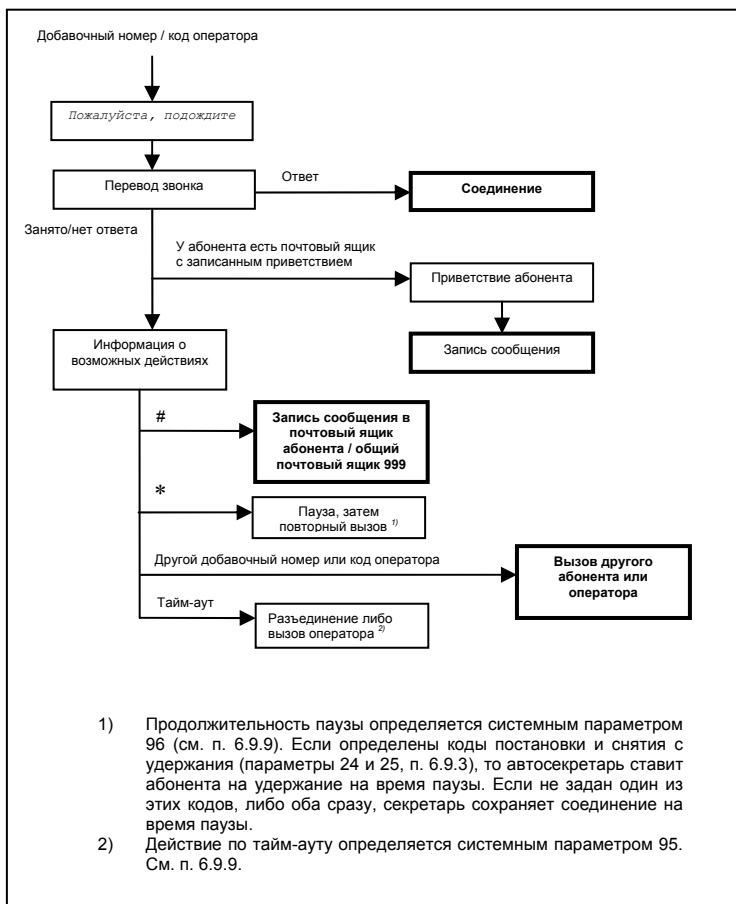 Добавочный номер / код оператора
Пожалуйста, подождите
Перевод звонка
Ответ
Соединение
Занято/нет ответа
У абонента есть почтовый ящик
с записанным приветствием
Приветствие абонента
Запись сообщения
Информация о
возможных действиях
#
Запись сообщения в
почтовый ящик
абонента / общий
почтовый ящик 999
*
Пауза, затем
повторный вызов 1)
Другой добавочный номер или код оператора
Вызов другого
абонента или
оператора
Тайм-аут
Разъединение либо
вызов оператора 2)
1) Продолжительность паузы определяется системным параметром
96 (см. п. 6.9.9). Если определены коды постановки и снятия с
удержания (параметры 24 и 25, п. 6.9.3), то автосекретарь ставит
абонента на удержание на время паузы. Если не задан один из
этих кодов, либо оба сразу, секретарь сохраняет соединение на
время паузы.
2) Действие по тайм-ауту определяется системным параметром 95.
См. п. 6.9.9.